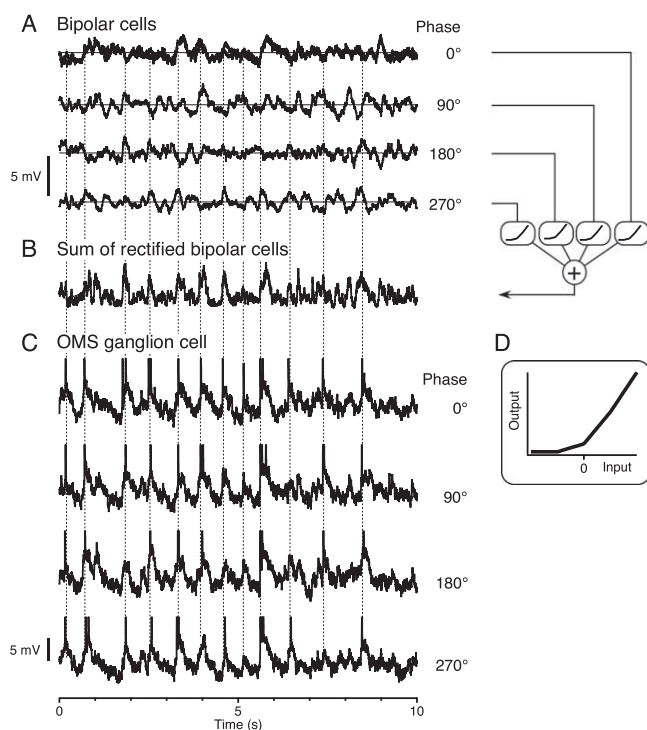 A Bipolar cells
Phase
0°
90°
180°
5 mV
270°
B Sum of rectified bipolar cells
+
C OMS ganglion cell
D
Phase
0°
Output
0 Input
90°
180°
5 mV
270°
0 5 10
Time (s)